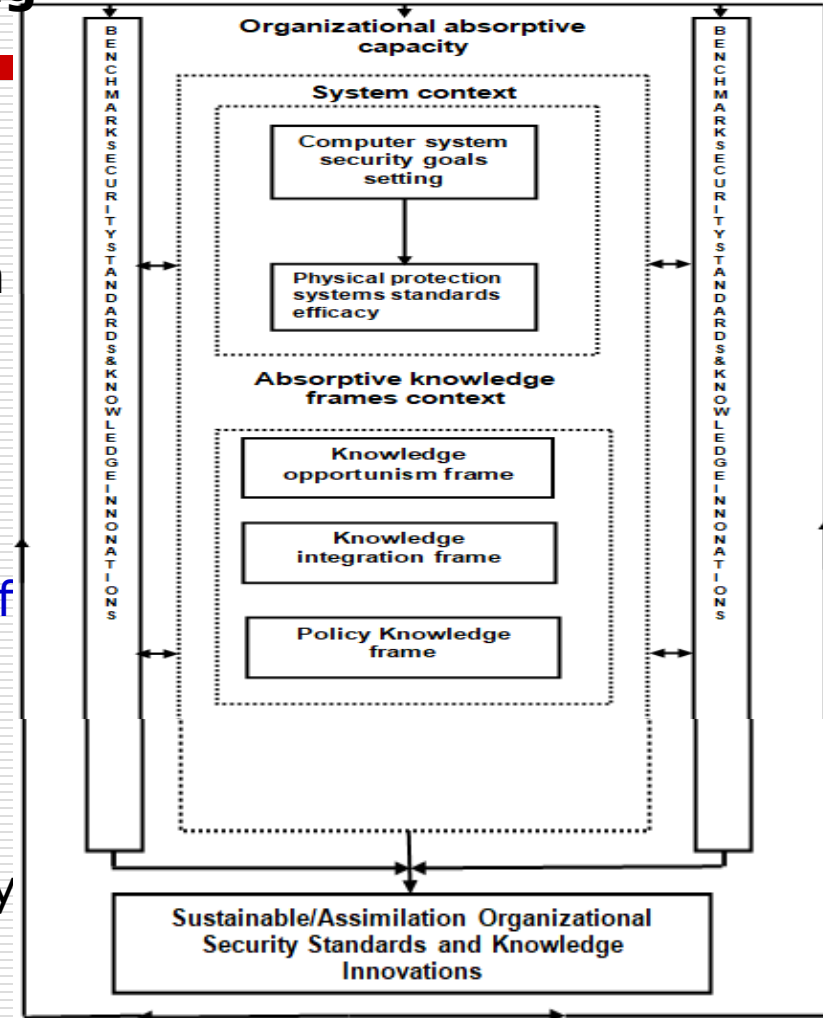 g
Organizational absorptive
capacity
BENCHMARKSECURITYSTANDARDS&KNOWLEDGEINNONATIONS
System context
Computer system
security goals
setting
Physical protection
systems standards
efficacy
Absorptive knowledge
frames context
Knowledge
opportunism frame
Knowledge
integration frame
f
Policy Knowledge
frame
BENCHMARKSECURITYSTANDARDS&KNOWLEDGEINNONATIONS
y
Sustainable/Assimilation Organizational
Security Standards and Knowledge
Innovations